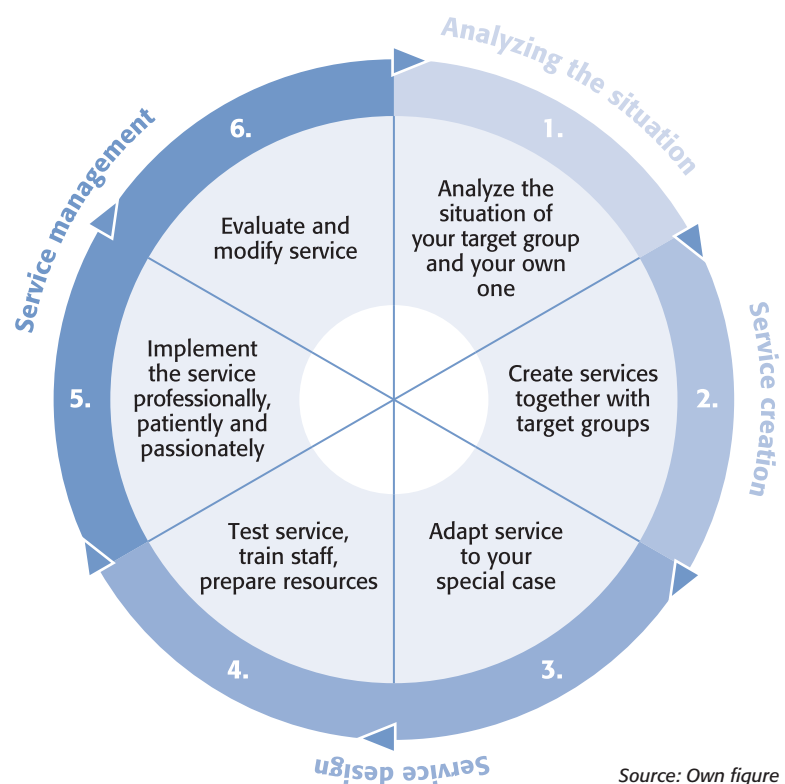 Analyzing the situation
1.
Analyze the
situation of
your target group
and your own
one
Service creation
2.
Create services
together with
target groups
3.
Adapt service
to your
special case
Service design
4.
Test service,
train staff,
prepare resources
5.
Implement
the service
professionally,
patiently and
passionately
Service management
6.
Evaluate and
modify service
Source: Own figure